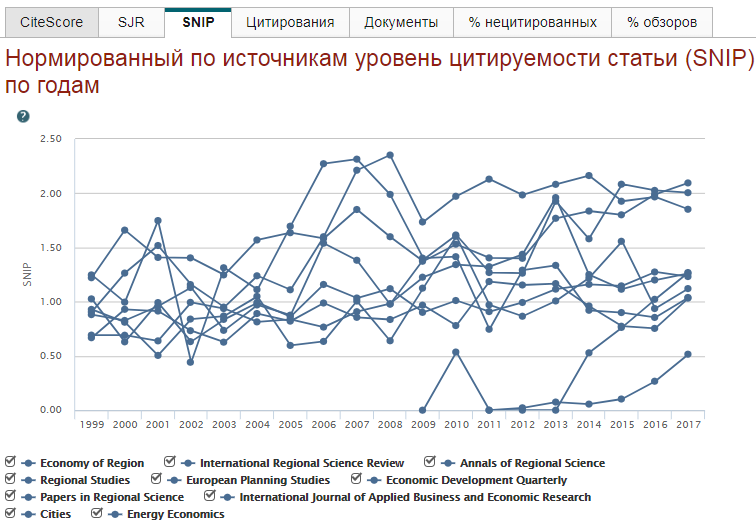 CiteScore SJR SNIP Цитирования Документы % нецитированных % обзоров
Нормированный по источникам уровень цитируемости статьи (SNIP)
по годам
?
2.50
2.00
1.50
1.00
0.50
0.00
SNIP
1999 2000 2001 2002 2003 2004 2005 2006 2007 2008 2009 2010 2011 2012 2013 2014 2015 2016 2017
Economy of Region International Regional Science Review Annals of Regional Science
Regional Studies European Planning Studies Economic Development Quarterly
Papers in Regional Science International Journal of Applied Business and Economic Research
Cities Energy Economics